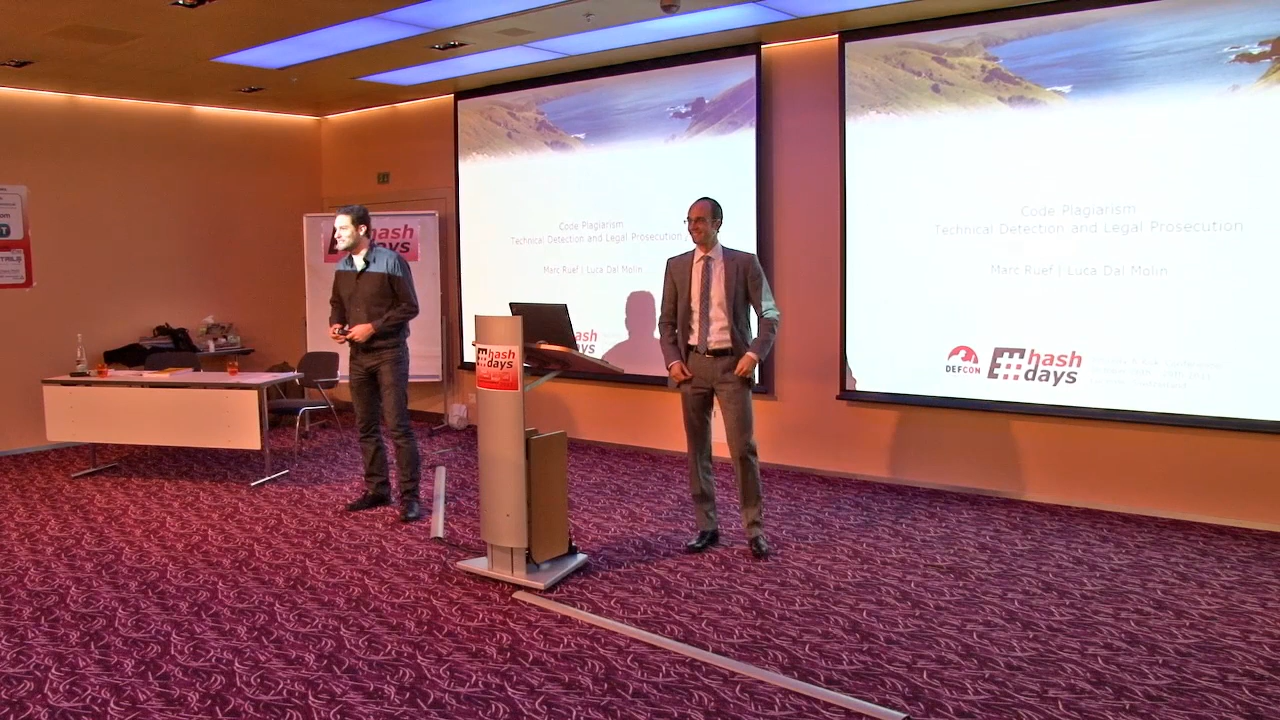 hash
days
Code Plagiarism
Technical Detection and Legal Prosecution
Marc Ruef | Luca Dal Molin
hash
days
Code Plagiarism
Technical Detection and Legal Prosecution
Marc Ruef | Luca Dal Molin
DEFCON
hash
days
hash
days